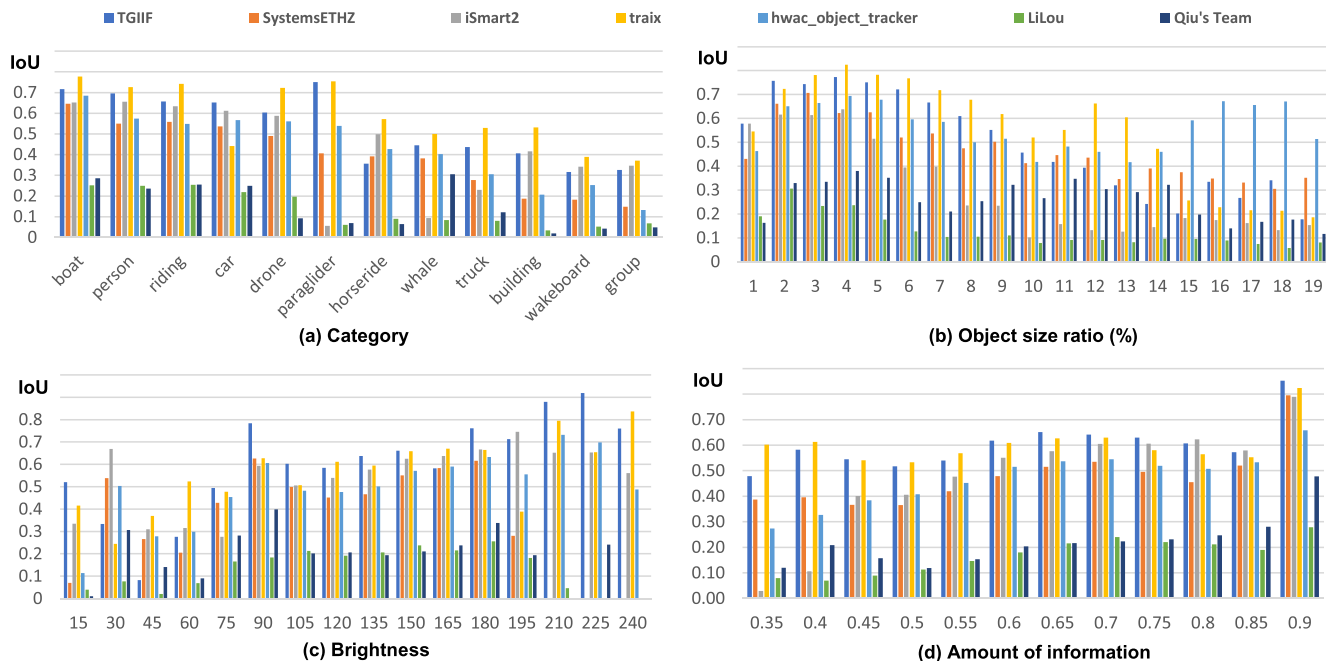 TGIIF SystemsETHZ iSmart2 traix hwac_object_tracker LiLou Qiu's Team
IoU
0.7
0.6
0.5
0.4
0.3
0.2
0.1
0
boat person riding car drone paraglider horseride whale truck building wakeboard group
(a) Category
IoU
0.7
0.6
0.5
0.4
0.3
0.2
0.1
0
1 2 3 4 5 6 7 8 9 10 11 12 13 14 15 16 17 18 19
(b) Object size ratio (%)
IoU
0.8
0.7
0.6
0.5
0.4
0.3
0.2
0.1
0
15 30 45 60 75 90 105 120 135 150 165 180 195 210 225 240
(c) Brightness
IoU
0.70
0.60
0.50
0.40
0.30
0.20
0.10
0.00
0.35 0.4 0.45 0.5 0.55 0.6 0.65 0.7 0.75 0.8 0.85 0.9
(d) Amount of information